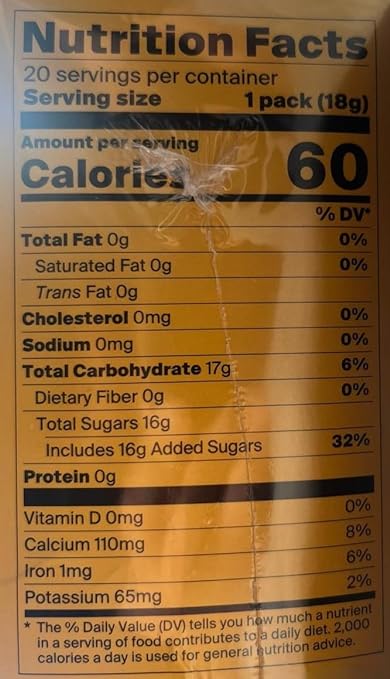 Nutrition Facts
20 servings per container
Serving size 1 pack (18g)
Amount per serving
Calories 60
% DV*
Total Fat 0g 0%
Saturated Fat 0g 0%
Trans Fat 0g
Cholesterol 0mg 0%
Sodium 0mg 0%
Total Carbohydrate 17g 6%
Dietary Fiber 0g 0%
Total Sugars 16g
Includes 16g Added Sugars 32%
Protein 0g
Vitamin D 0mg 0%
Calcium 110mg 8%
Iron 1mg 6%
Potassium 65mg 2%
* The % Daily Value (DV) tells you how much a nutrient
in a serving of food contributes to a daily diet. 2,000
calories a day is used for general nutrition advice.